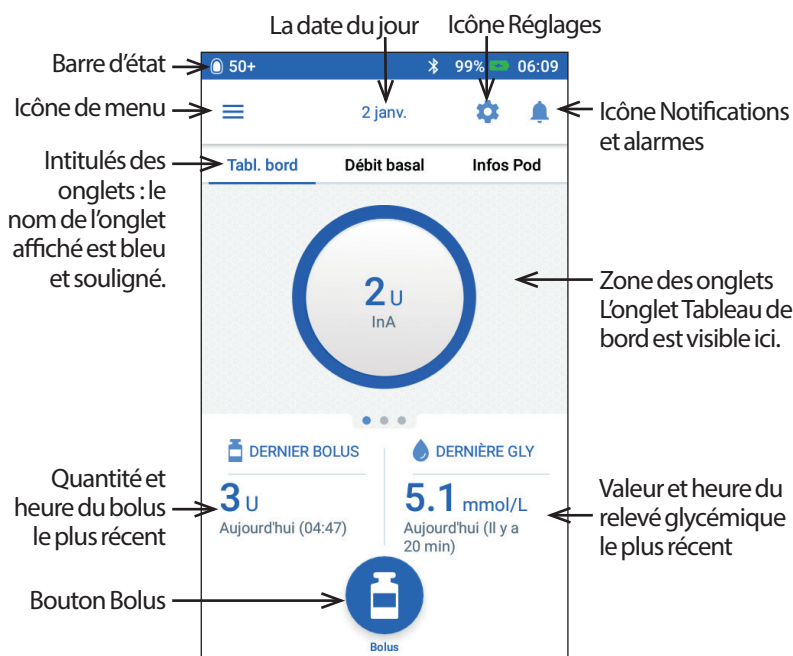 La date du jour
Icône Réglages
Barre d'état
50+
99%
06:09
Icône de menu
2 janv.
Icône Notifications
et alarmes
Intitulés des
onglets : le
nom de l'onglet
affiché est bleu
et souligné.
Tabl. bord
Débit basal
Infos Pod
2 U
InA
Zone des onglets
L'onglet Tableau de
bord est visible ici.
DERNIER BOLUS
DERNIÈRE GLY
Quantité et
heure du bolus
le plus récent
3 U
Aujourd'hui (04:47)
5.1 mmol/L
Aujourd'hui (Il y a
20 min)
Valeur et heure du
relevé glycémique
le plus récent
Bouton Bolus
Bolus